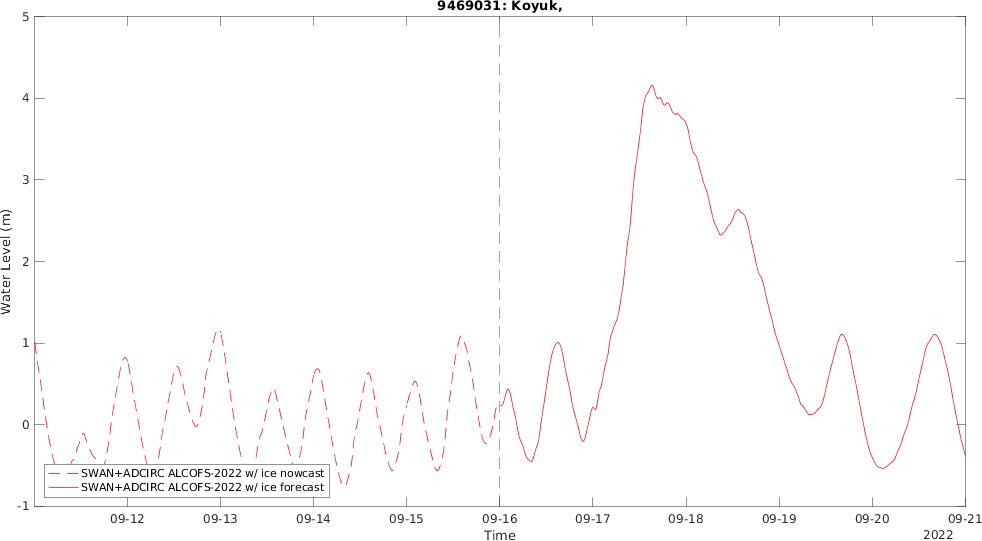 9469031: Koyuk,
5
4
3
2
1
0
-1
Water Level (m)
SWAN+ADCIRC ALCOFS-2022 w/ ice nowcast
SWAN+ADCIRC ALCOFS-2022 w/ ice forecast
09-12 09-13 09-14 09-15 09-16 09-17 09-18 09-19 09-20 09-21
Time
2022